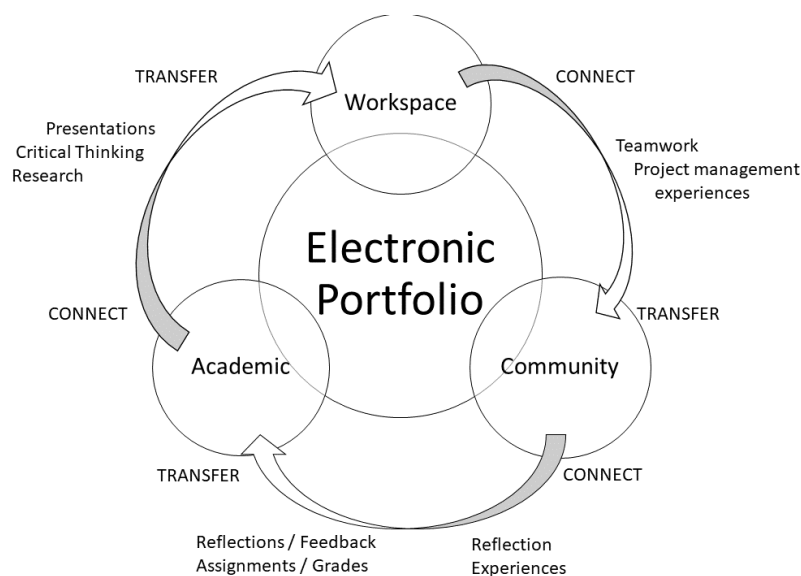 TRANSFER
CONNECT
Workspace
Presentations
Critical Thinking
Research
Teamwork
Project management
experiences
Electronic
Portfolio
CONNECT
TRANSFER
Academic
Community
TRANSFER
CONNECT
Reflections / Feedback
Assignments / Grades
Reflection
Experiences